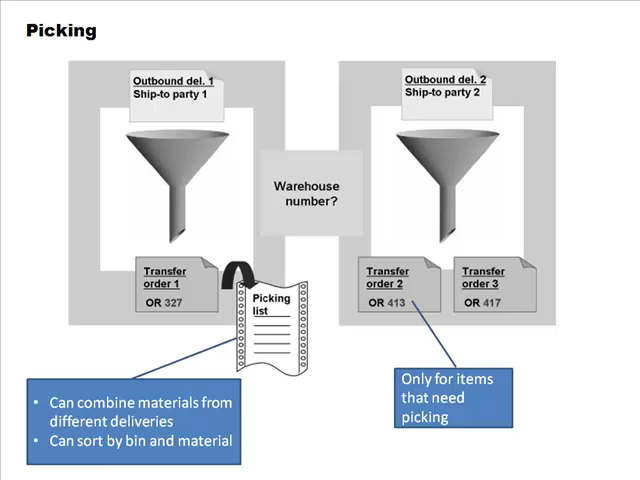 Picking
Outbound del. 1
Ship-to party 1
Outbound del. 2
Ship-to party 2
Warehouse
number?
Transfer
order 1
OR 327
Picking
list
Transfer
order 2
OR 413
Transfer
order 3
OR 417
• Can combine materials from
different deliveries
• Can sort by bin and material
Only for items
that need
picking